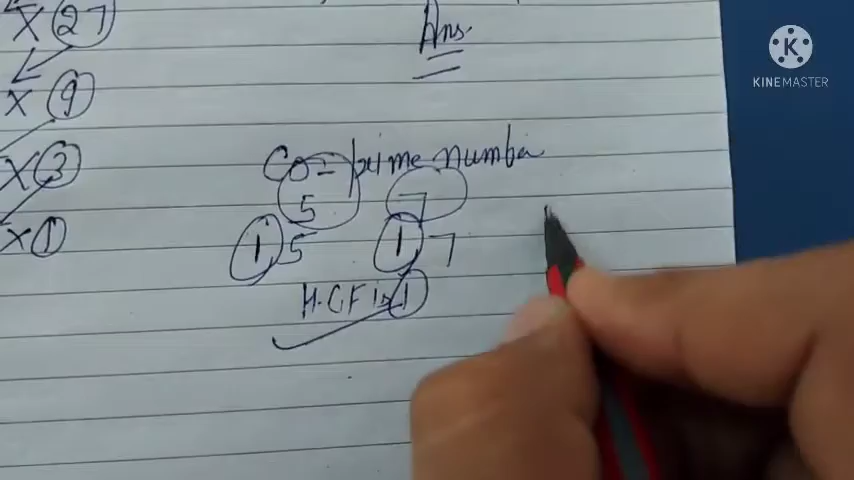 X 27
Ans.
X 9
X 3
X 1
Co-prime number
5 7
1 5 1 7
H.C.F is 1
K
KINEMASTER